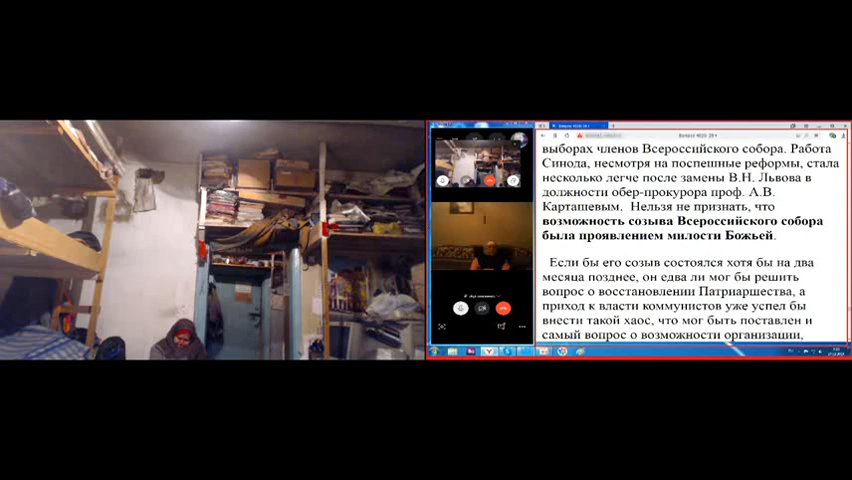 выборах членов Всероссийского собора. Работа
Синода, несмотря на поспешные реформы, стала
несколько легче после замены В.Н. Львова в
должности обер-прокурора проф. А.В.
Карташевым. Нельзя не признать, что
возможность созыва Всероссийского собора
была проявлением милости Божьей.
Если бы его созыв состоялся хотя бы на два
месяца позднее, он едва ли мог бы решить
вопрос о восстановлении Патриаршества, а
приход к власти коммунистов уже успел бы
внести такой хаос, что мог быть поставлен и
самый вопрос о возможности организации,